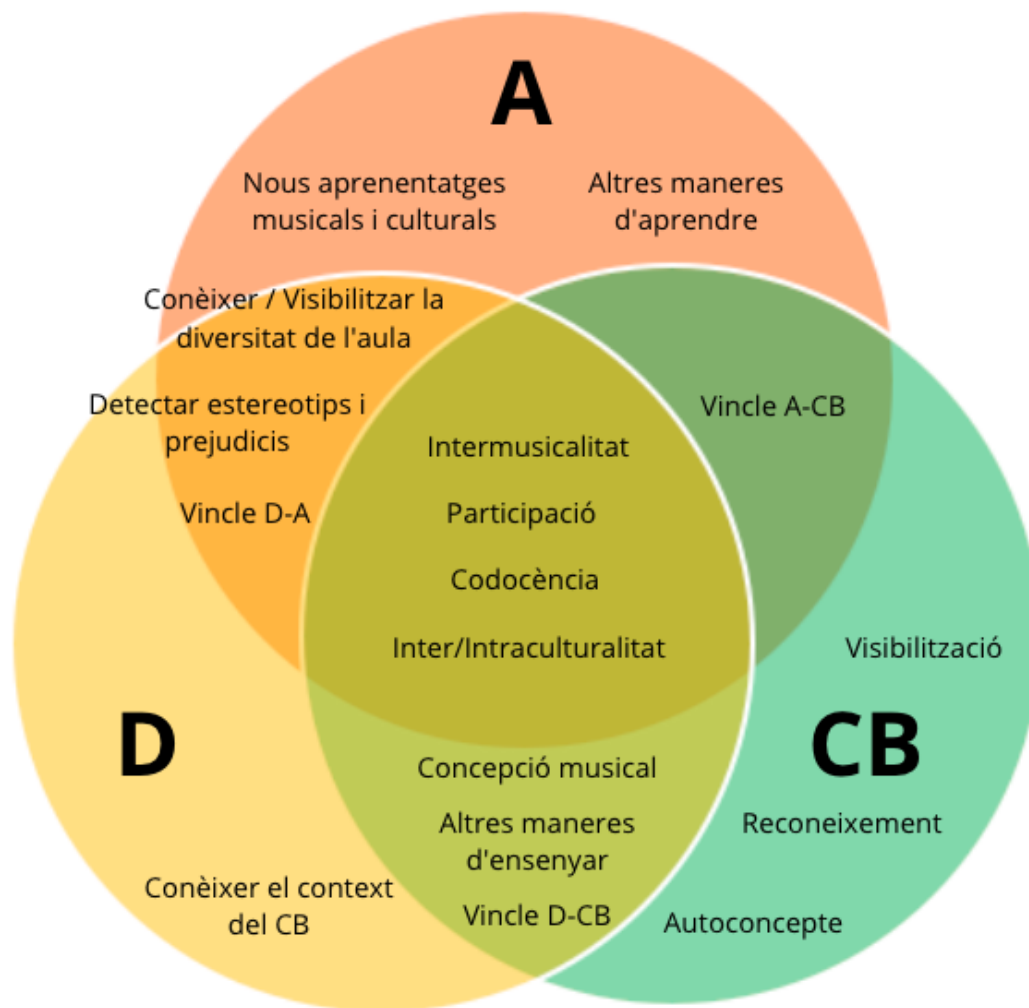 A
Nous aprenentatges
musicals i culturals
Altres maneres
d'aprendre
Conèixer / Visibilitzar la
diversitat de l'aula
Detectar estereotips i
prejudicis
Vincle D-A
Vincle A-CB
Intermusicalitat
Participació
Codocència
Inter/Intraculturalitat
Visibilització
D
CB
Concepció musical
Altres maneres
d'ensenyar
Vincle D-CB
Reconeixement
Conèixer el context
del CB
Autoconcepte